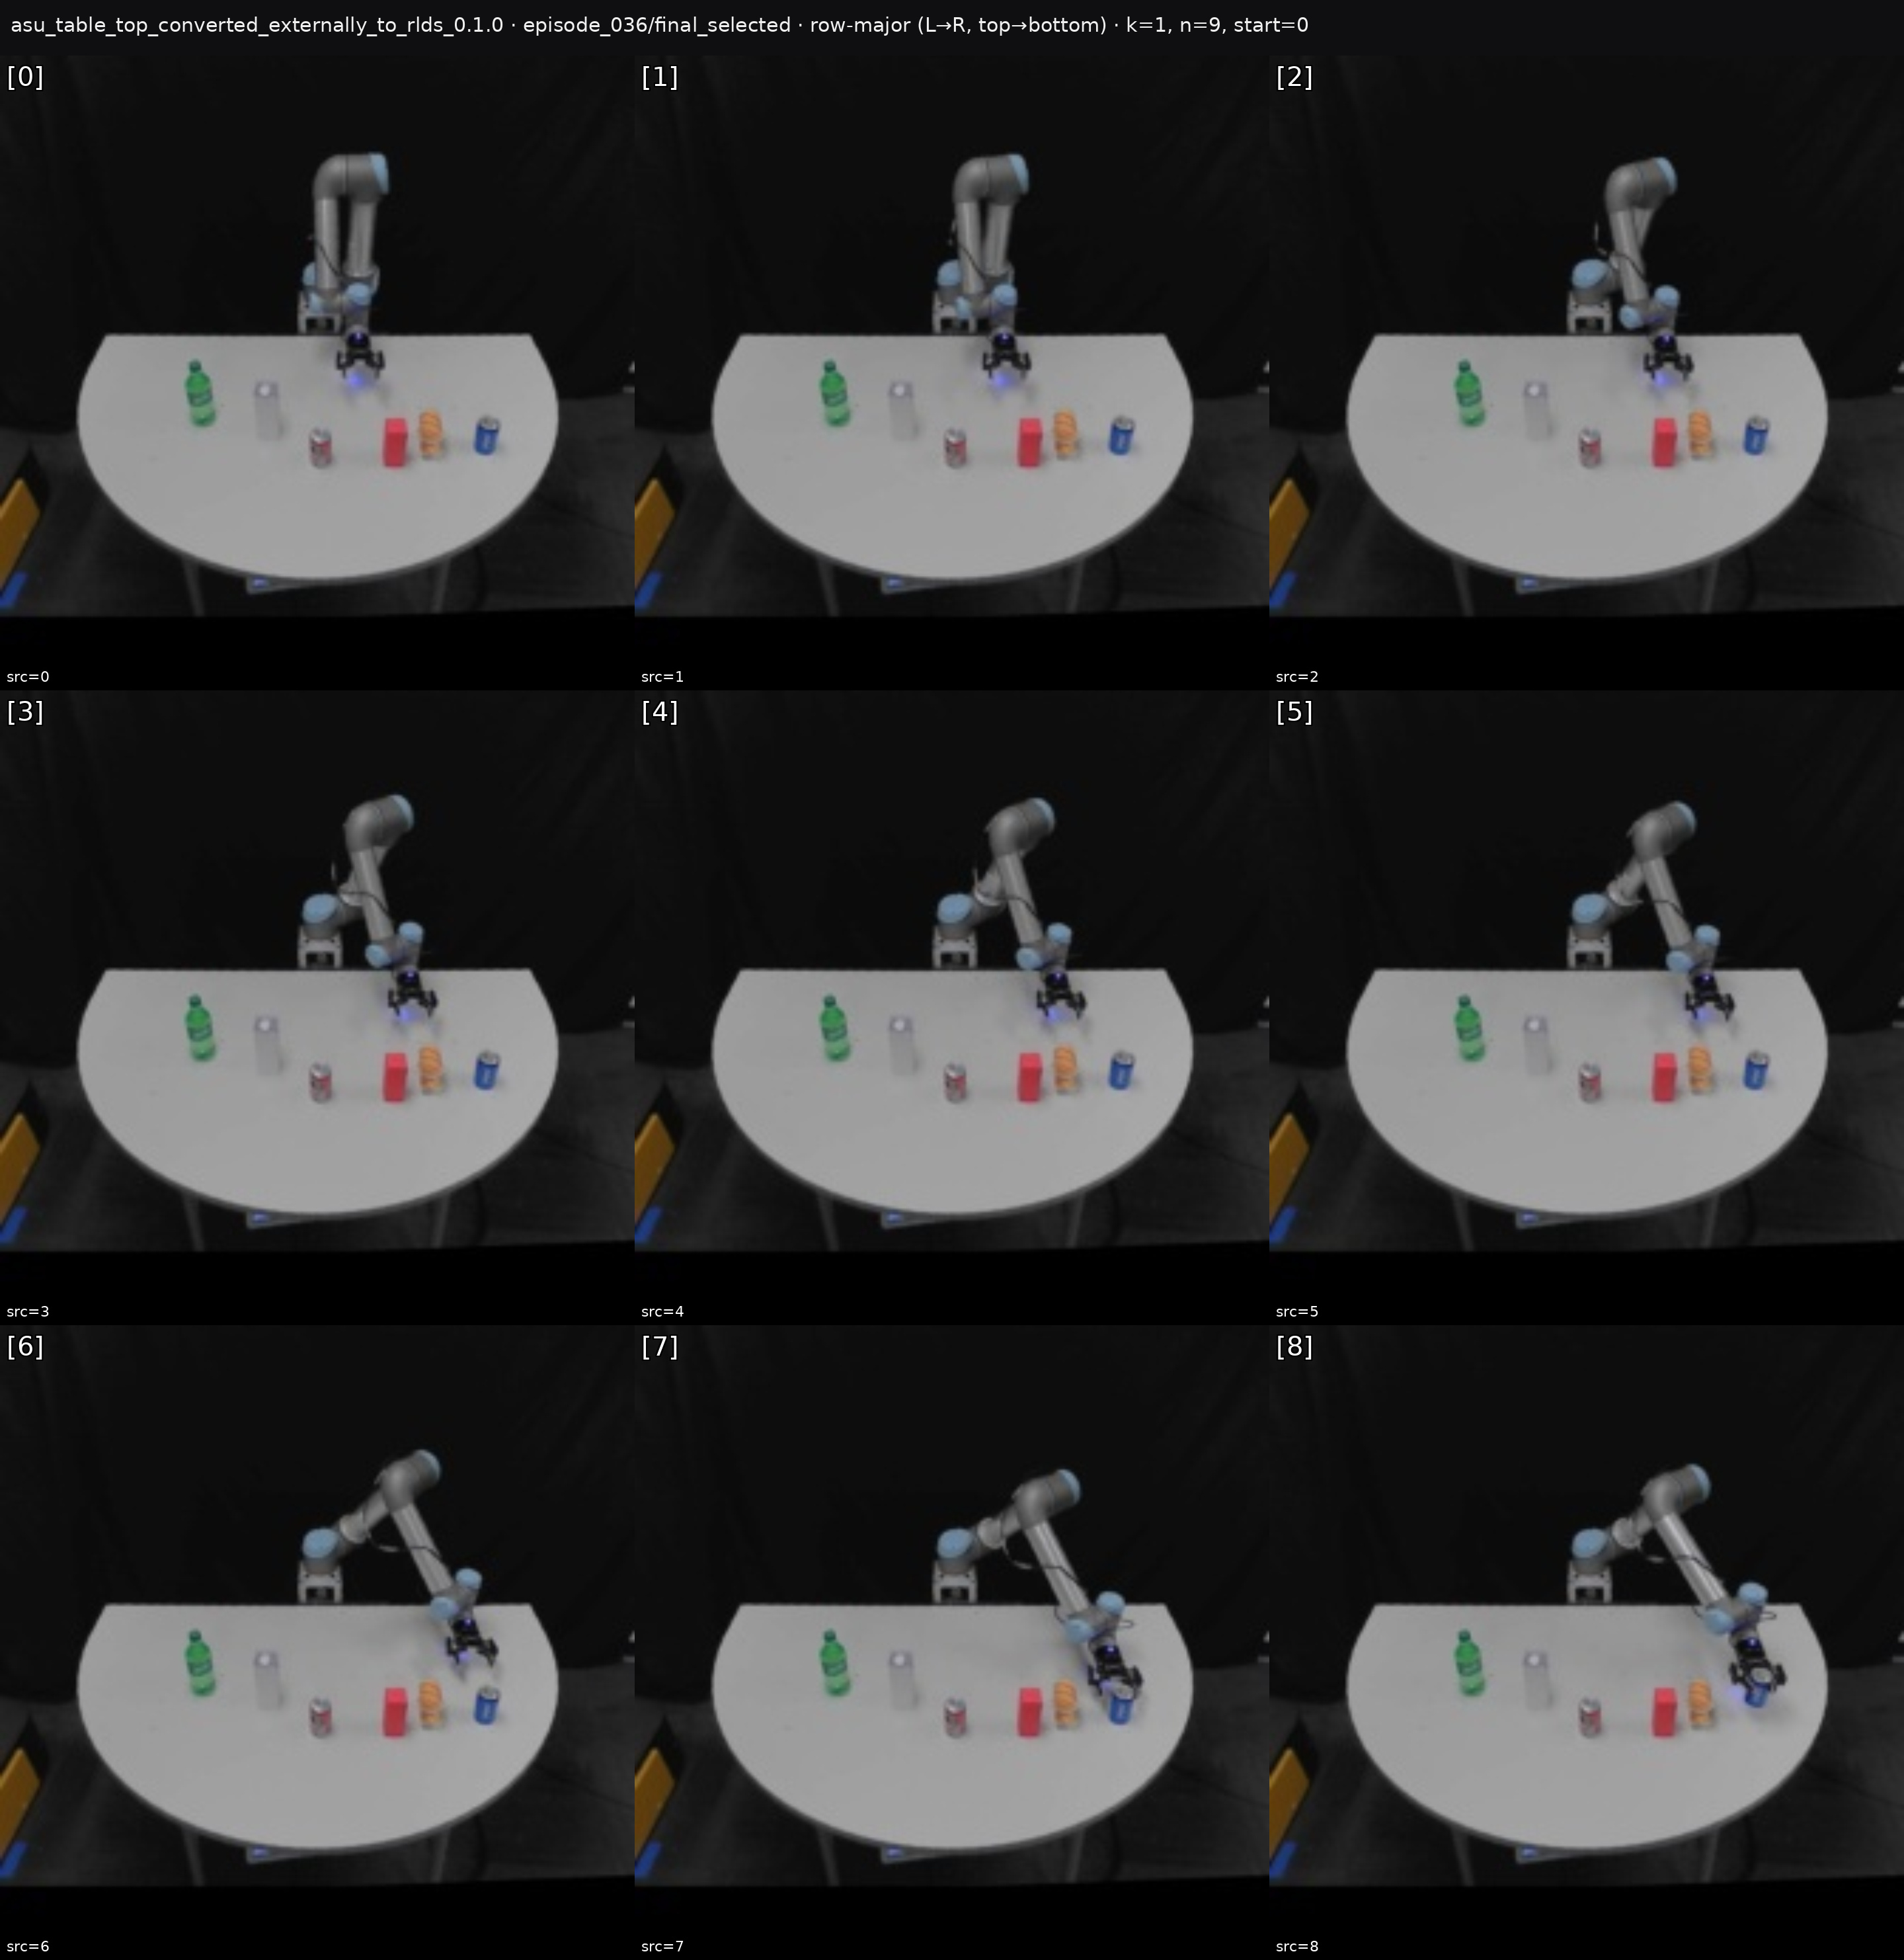 asu_table_top_converted_externally_to_rlds_0.1.0 · episode_036/final_selected · row-major (L→R, top→bottom) · k=1, n=9, start=0
[0]
[1]
[2]
src=0
src=1
src=2
[3]
[4]
[5]
src=3
src=4
src=5
[6]
[7]
[8]
src=6
src=7
src=8